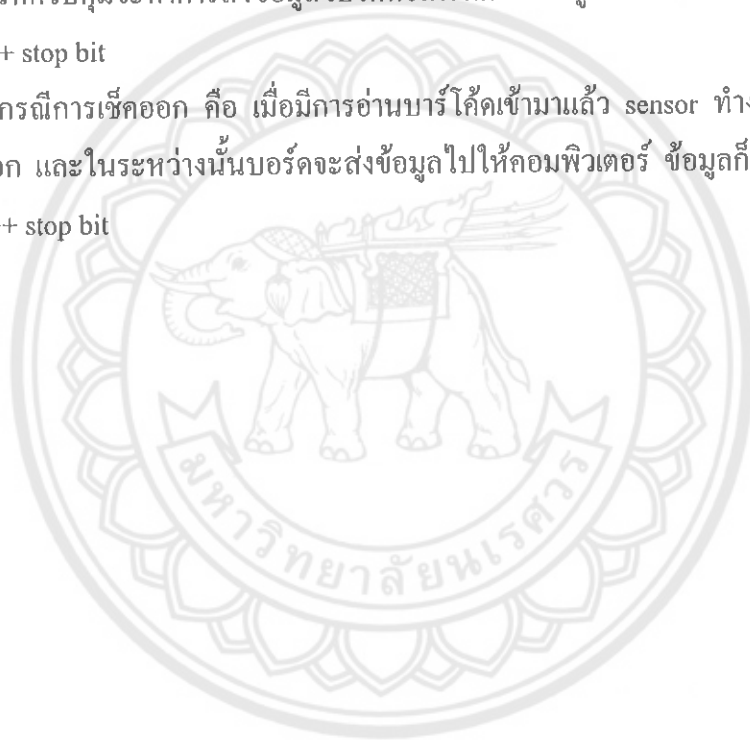 + stop bit
กรณีการเช็คออก คือ เมื่อมีการอ่านบาร์โค้ดเข้ามาแล้ว sensor
และในระหว่างนั้นบอร์ดจะส่งข้อมูลไปให้คอมพิวเตอร์ ข้อมูลก็
+ stop bit
มหาวิทยาลัยนเรศวร